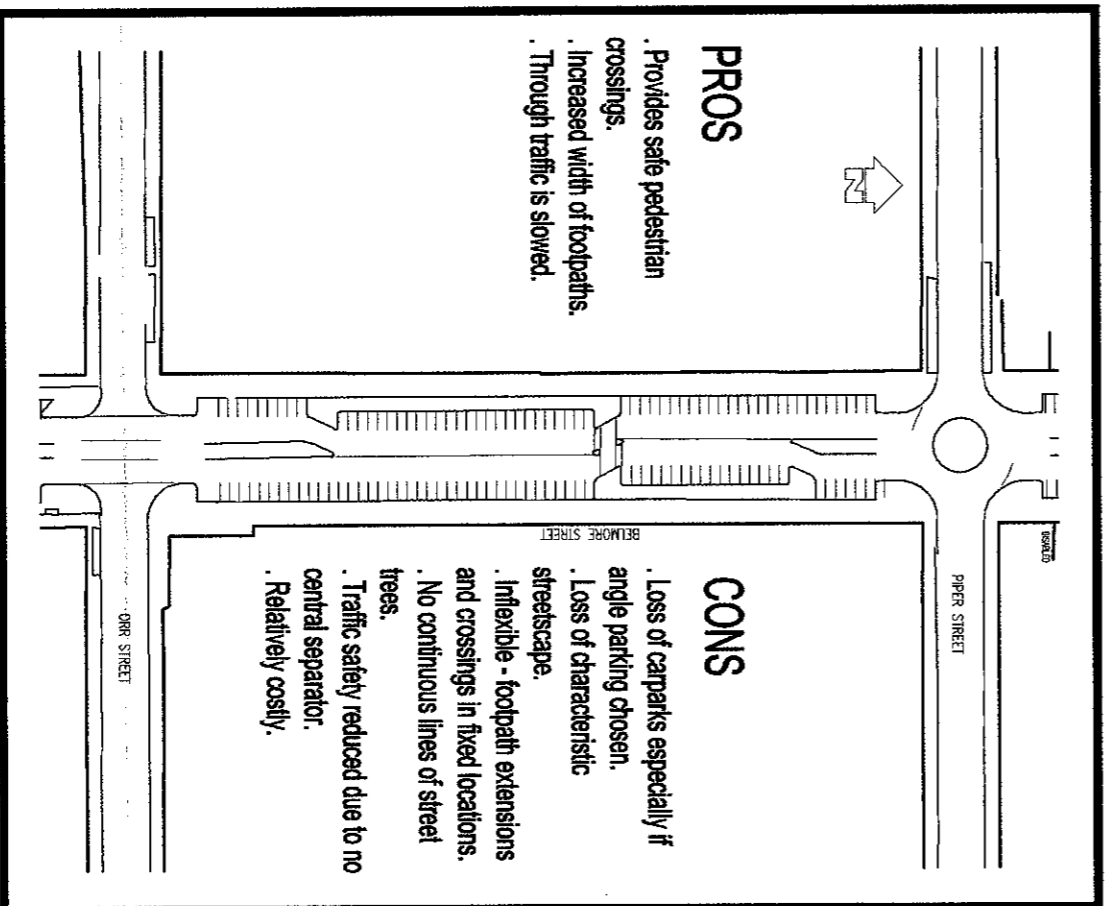 PROS
. Provides safe pedestrian
crossings.
. Increased width of footpaths.
. Through traffic is slowed.
N
CONS
. Loss of carparks especially if
angle parking chosen.
. Loss of characteristic
streetscape.
. Inflexible - footpath extensions
and crossings in fixed locations.
. No continuous lines of street
trees.
. Traffic safety reduced due to no
central separator.
. Relatively costly.
PIPER STREET
BELMORE STREET
ORR STREET
DISABLED